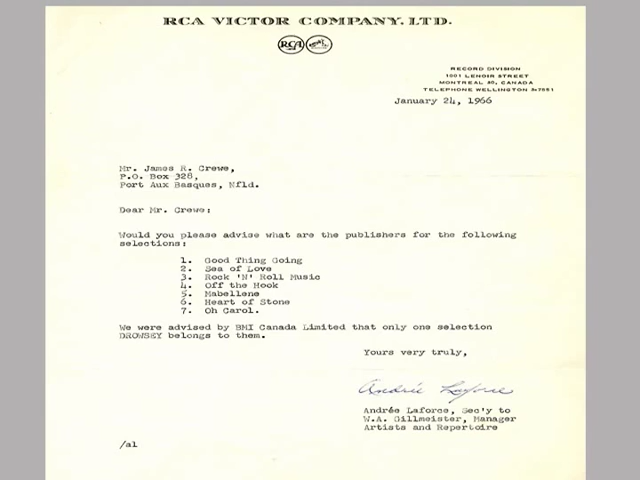 RCA VICTOR COMPANY, LTD.
RCA
RECORD DIVISION
1001 LENOIR STREET
MONTREAL 30, CANADA
TELEPHONE WELLINGTON 3-7551
January 24, 1966
Mr. James R. Crewe,
P.O. Box 328,
Port Aux Basques, Nfld.
Dear Mr. Crewe:
Would you please advise what are the publishers for the following
selections:
1. Good Thing Going
2. Sea of Love
3. Rock 'N' Roll Music
4. Off the Hook
5. Mabellene
6. Heart of Stone
7. Oh Carol.
We were advised by BMI Canada Limited that only one selection
DROWSEY belongs to them.
Yours very truly,
Andrée Laforce
Andrée Laforce, Sec'y to
W.A. Gillmeister, Manager
Artists and Repertoire
/al